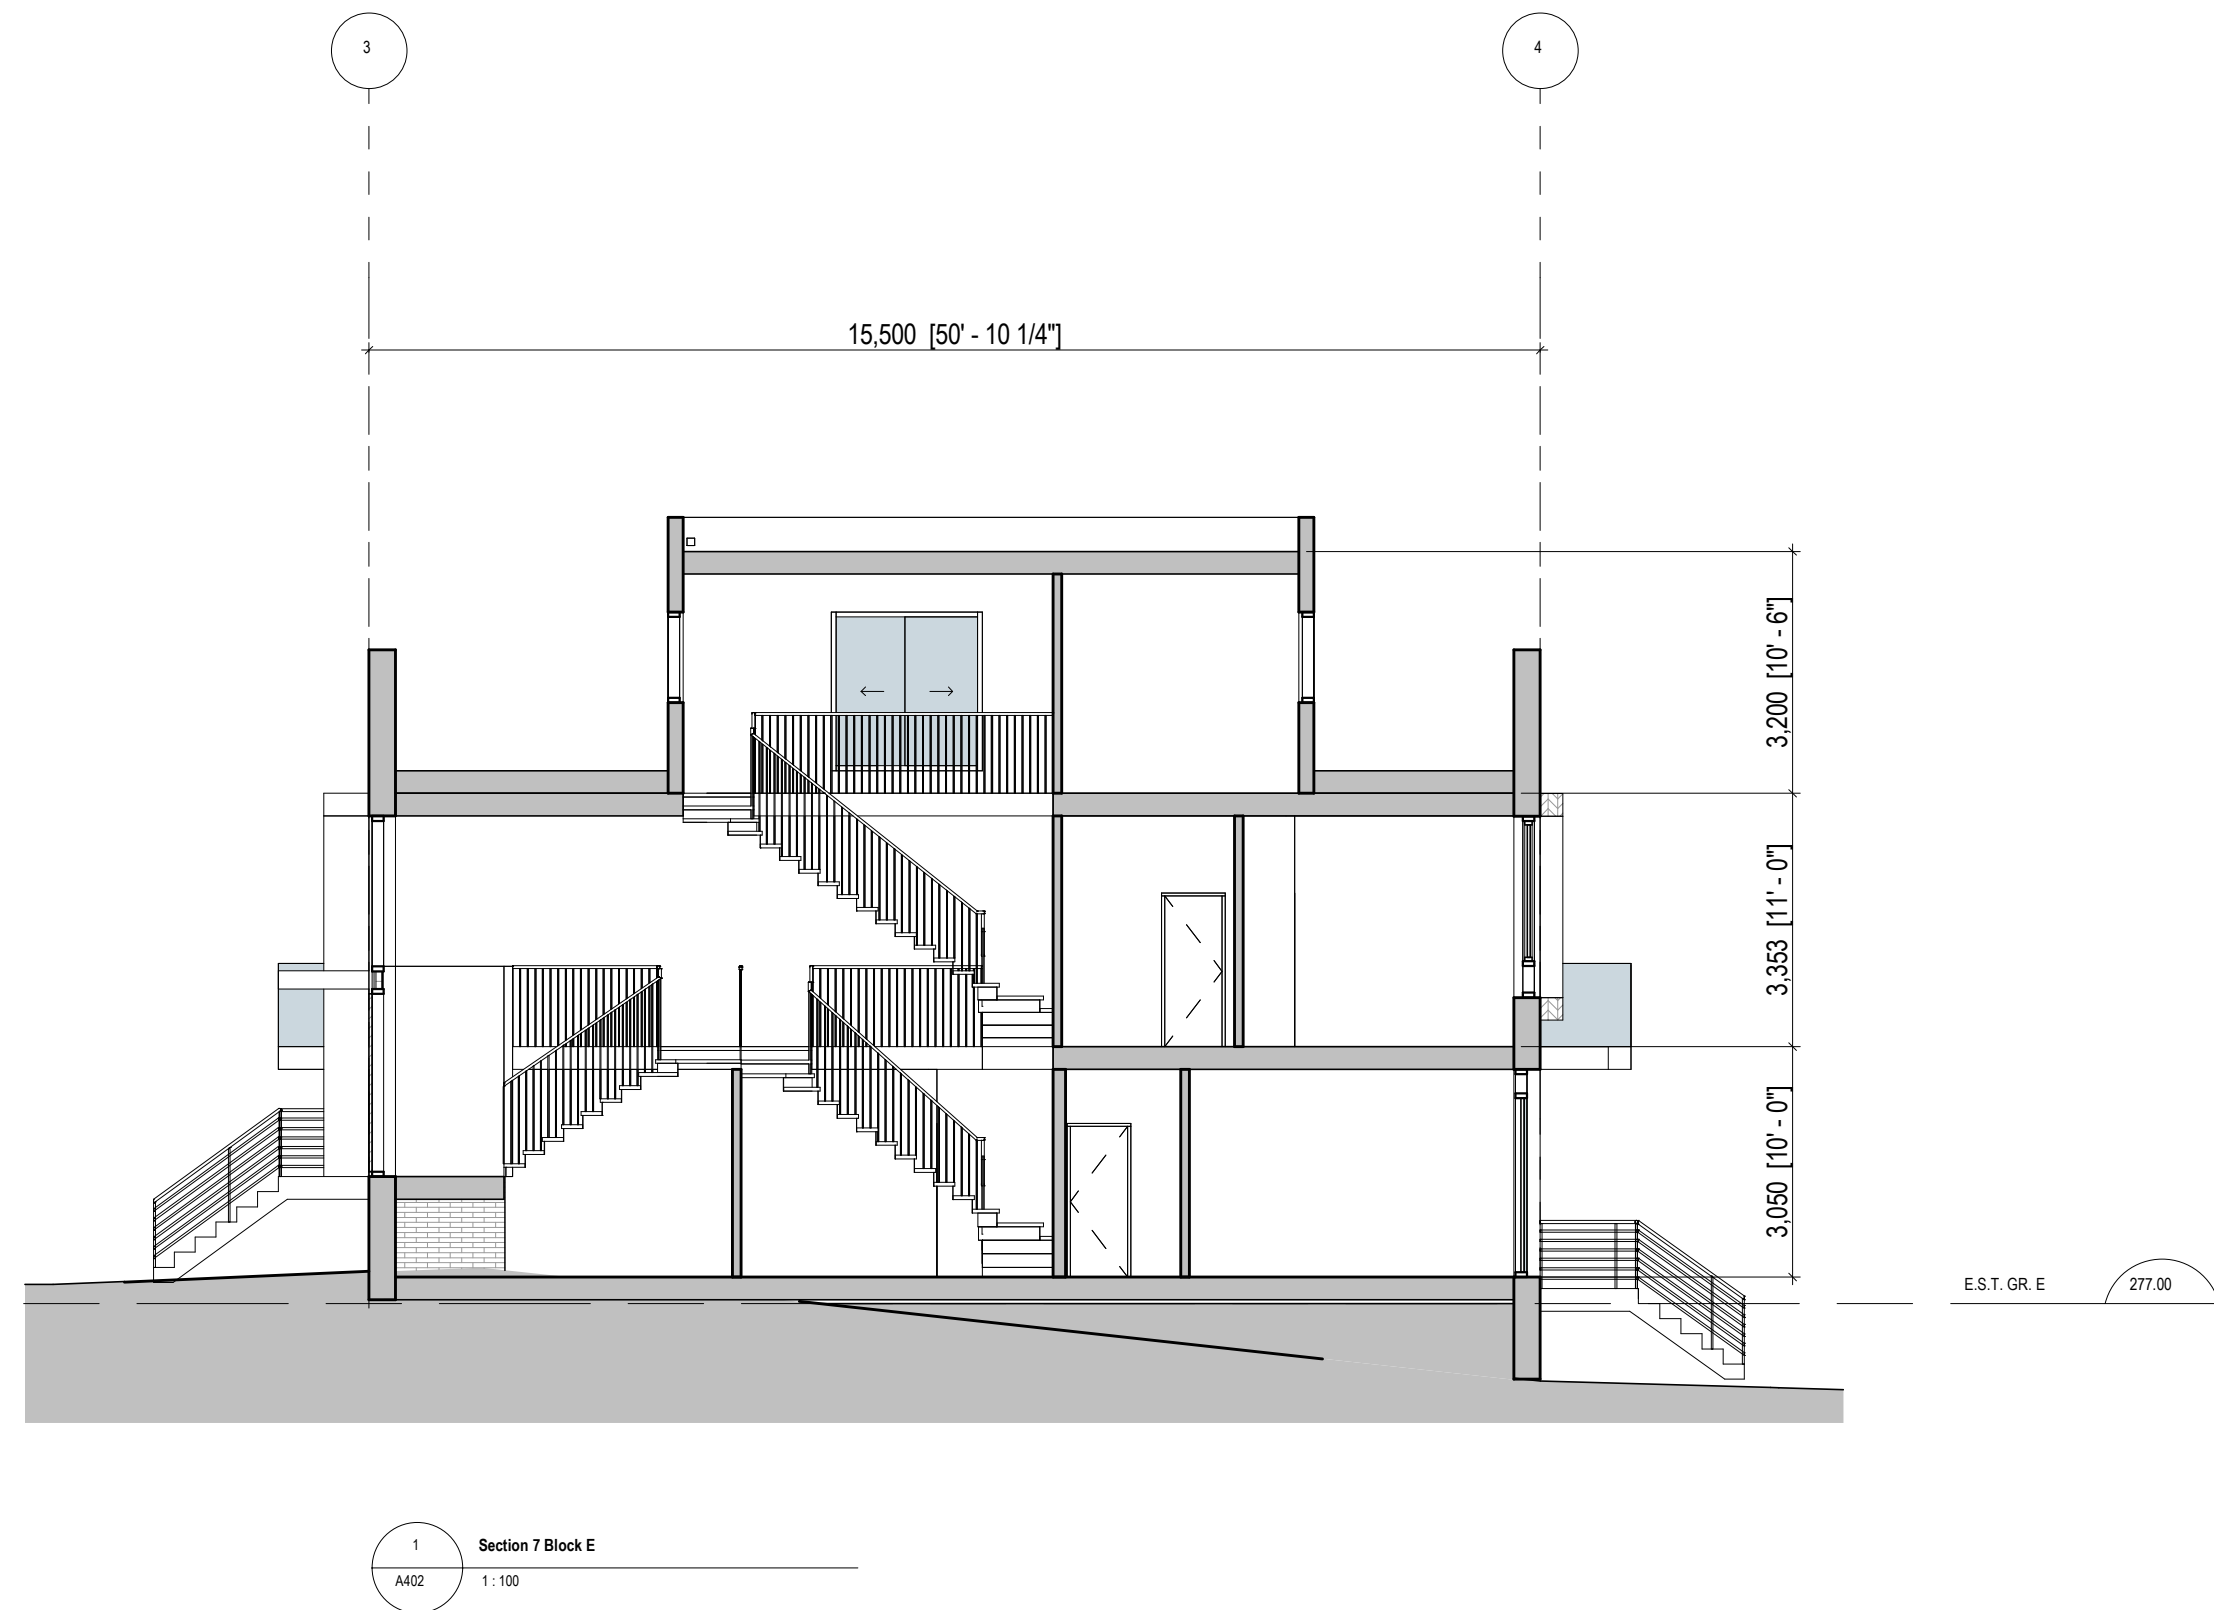 3
4
15,500 [50' - 10 1/4"]
3,200 [10' - 6"]
3,353 [11' - 0"]
3,050 [10' - 0"]
E.S.T. GR. E
277.00
1
Section 7 Block E
A402
1 : 100